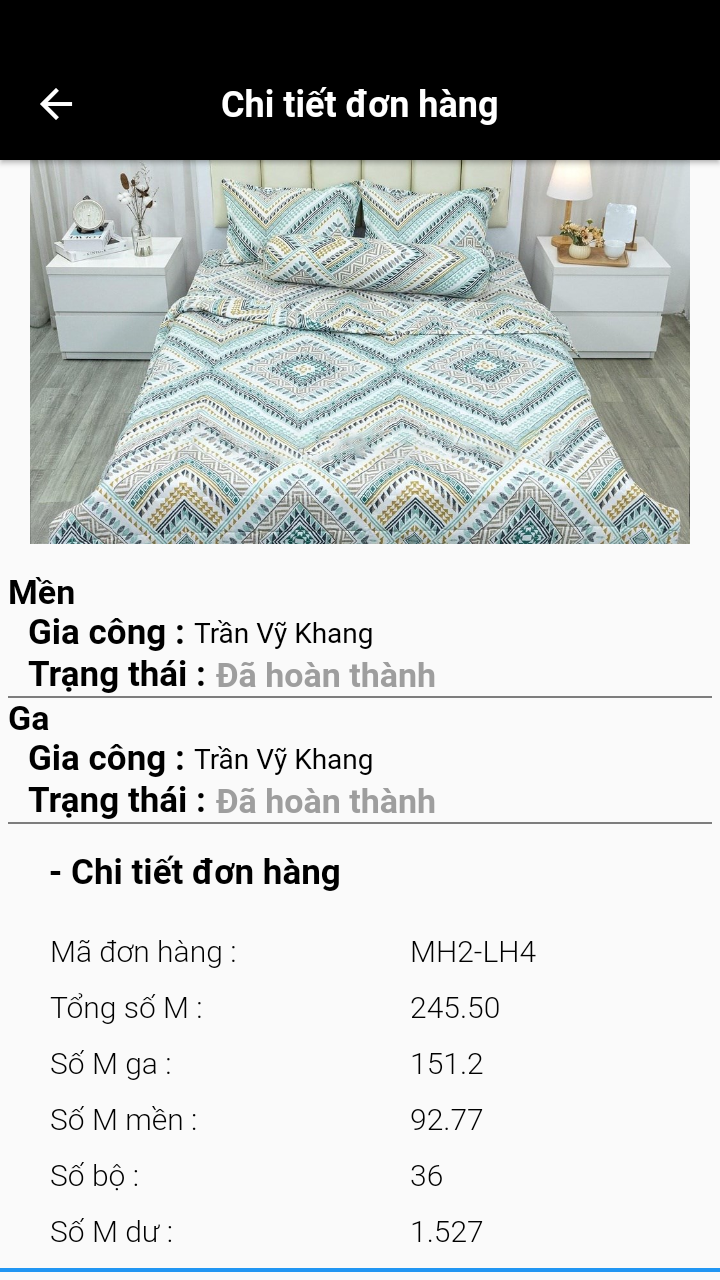 Chi tiết đơn hàng
Mền
Gia công : Trần Vỹ Khang
Trạng thái : Đã hoàn thành
Ga
Gia công : Trần Vỹ Khang
Trạng thái : Đã hoàn thành
- Chi tiết đơn hàng
Mã đơn hàng : MH2-LH4
Tổng số M : 245.50
Số M ga : 151.2
Số M mền : 92.77
Số bộ : 36
Số M dư : 1.527